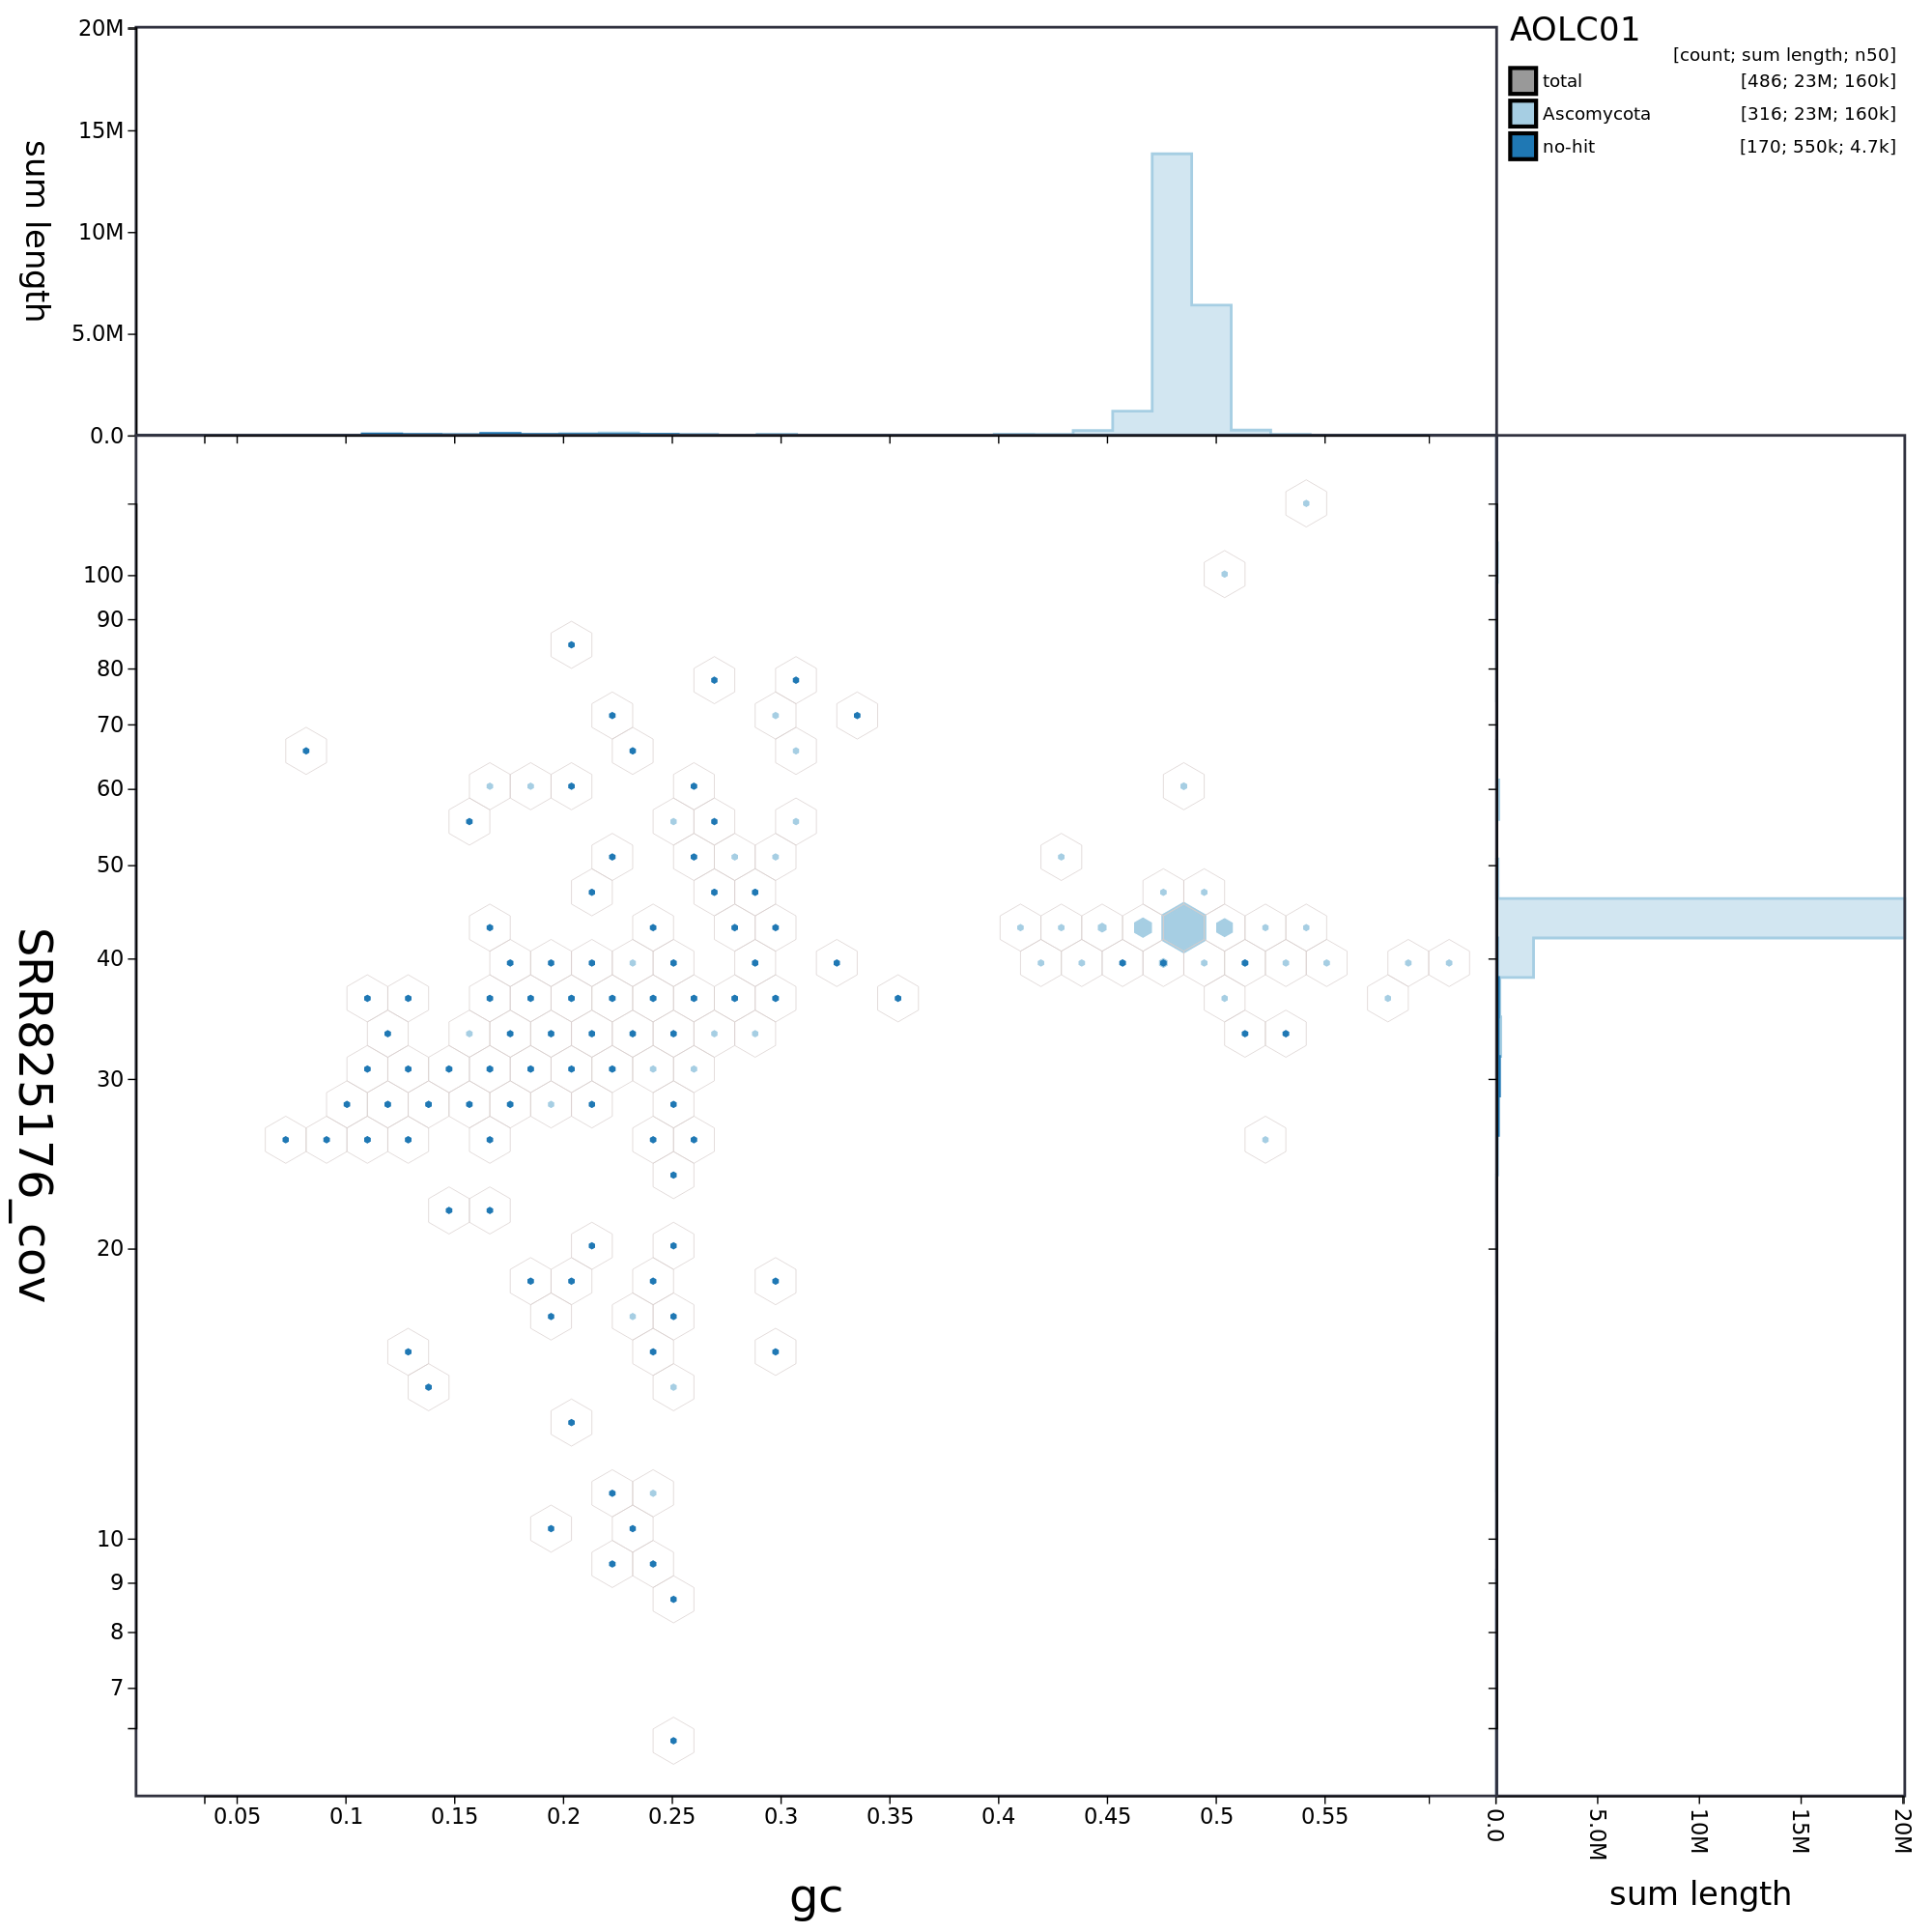 AOLC01
[count; sum length; n50]
total [486; 23M; 160k]
Ascomycota [316; 23M; 160k]
no-hit [170; 550k; 4.7k]
sum length
20M
15M
10M
5.0M
0.0
SRR825176_cov
100
90
80
70
60
50
40
30
20
10
9
8
7
0.05 0.1 0.15 0.2 0.25 0.3 0.35 0.4 0.45 0.5 0.55
gc
0.0 5.0M 10M 15M 20M
sum length